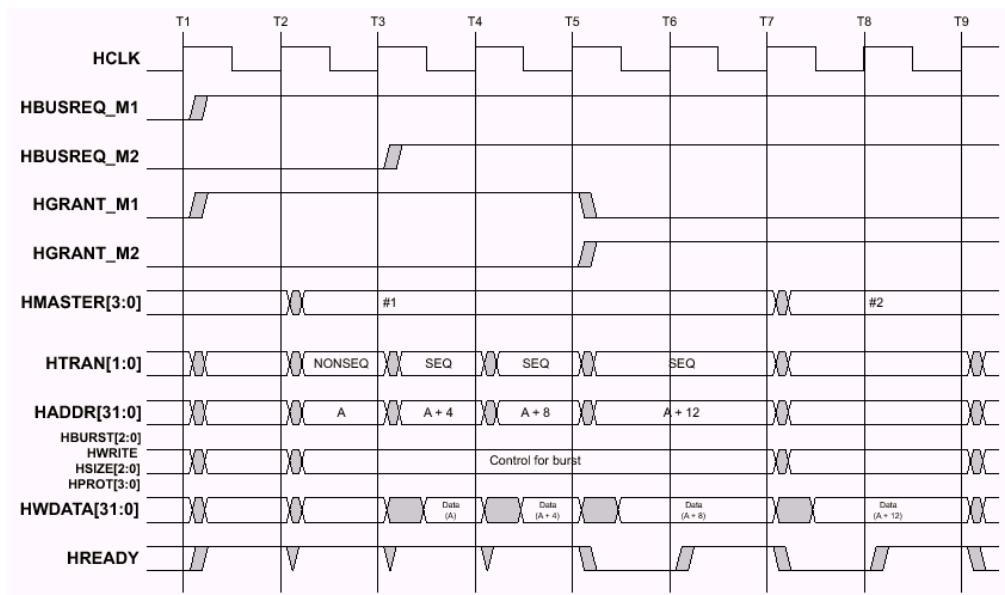 T1 T2 T3 T4 T5 T6 T7 T8 T9
HCLK
HBUSREQ_M1
HBUSREQ_M2
HGRANT_M1
HGRANT_M2
HMASTER[3:0] #1 #2
HTRAN[1:0] NONSEQ SEQ SEQ SEQ
HADDR[31:0] A A + 4 A + 8 A + 12
HBURST[2:0]
HWRITE
HSIZE[2:0]
HPROT[3:0]
Control for burst
HWDATA[31:0]
Data Data Data Data
(A) (A + 4) (A + 8) (A + 12)
HREADY